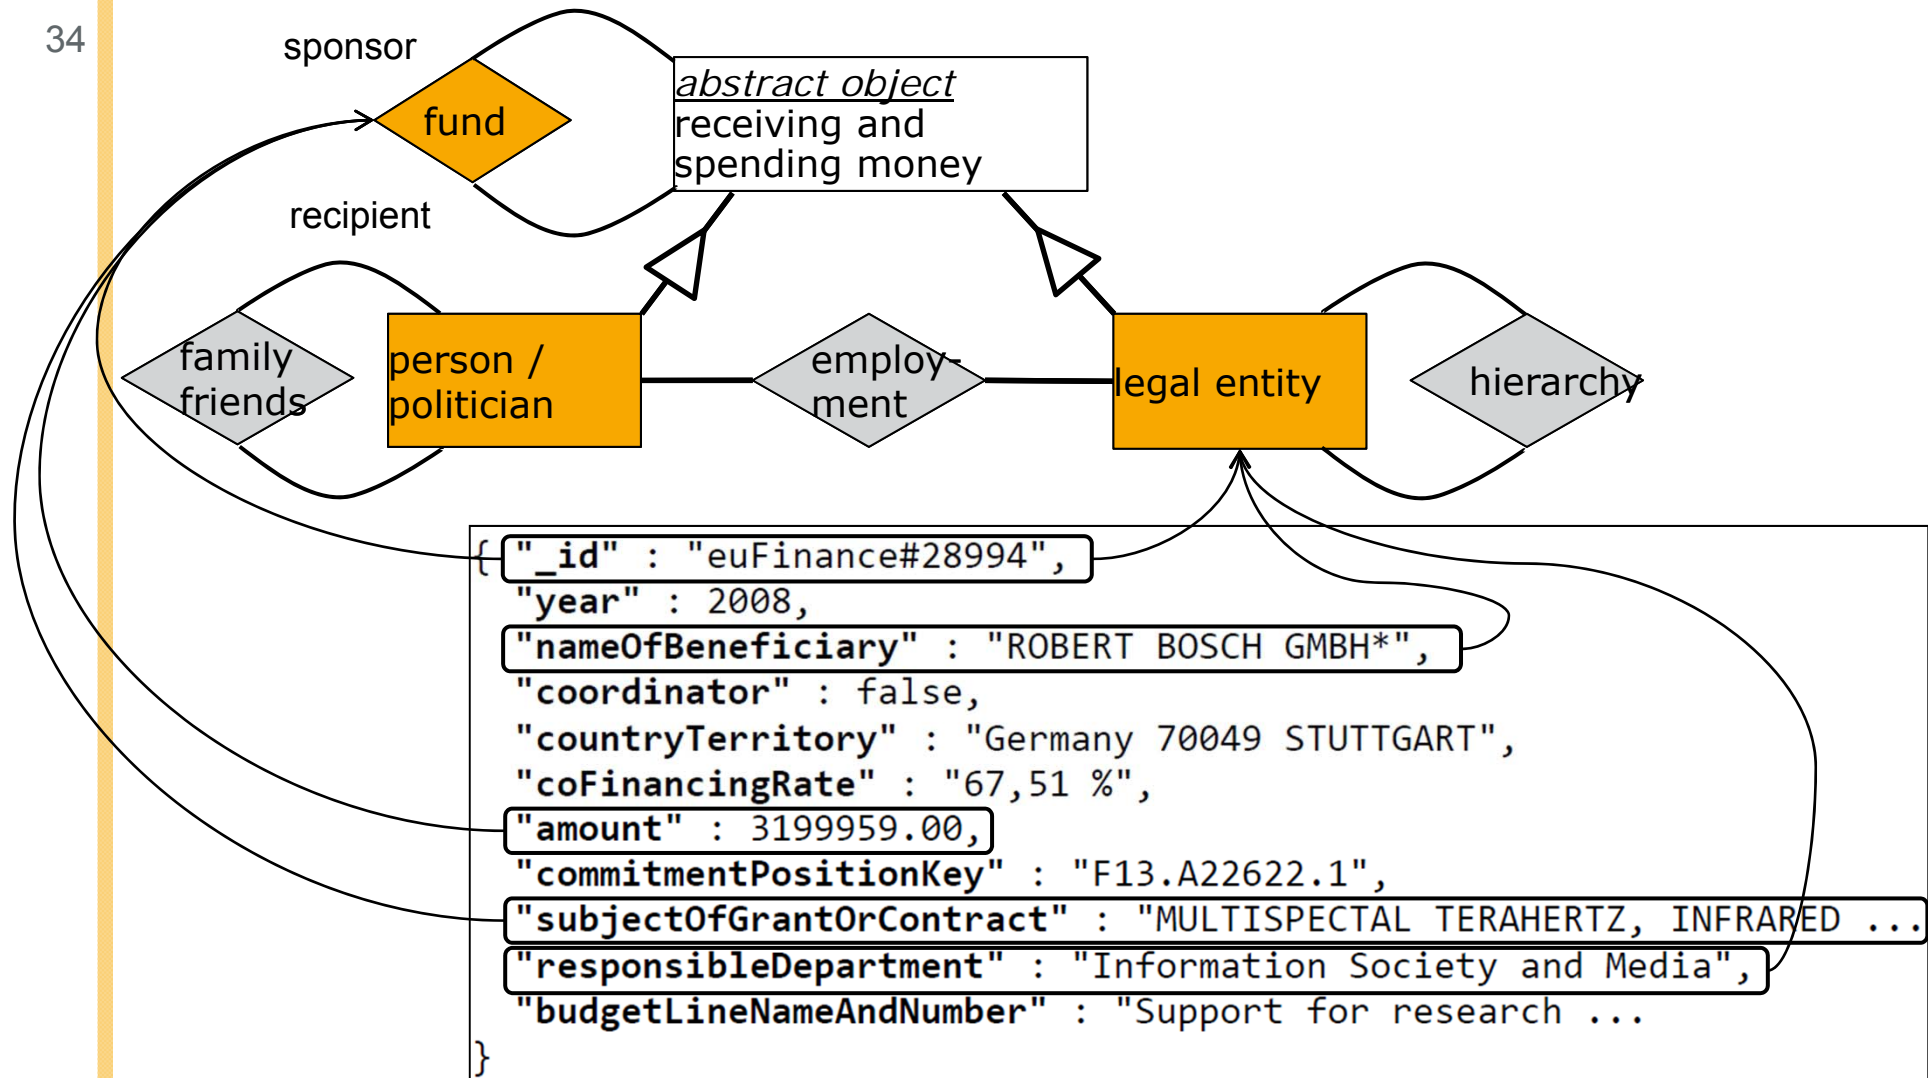 34
sponsor
fund
abstract object
receiving and
spending money
recipient
family
friends
person /
politician
employ-
ment
legal entity
hierarchy
{ "_id" : "euFinance#28994",
"year" : 2008,
"nameOfBeneficiary" : "ROBERT BOSCH GMBH*",
"coordinator" : false,
"countryTerritory" : "Germany 70049 STUTTGART",
"coFinancingRate" : "67,51 %",
"amount" : 3199959.00,
"commitmentPositionKey" : "F13.A22622.1",
"subjectOfGrantOrContract" : "MULTISPECTAL TERAHERTZ, INFRARED ...
"responsibleDepartment" : "Information Society and Media",
"budgetLineNameAndNumber" : "Support for research ...
}